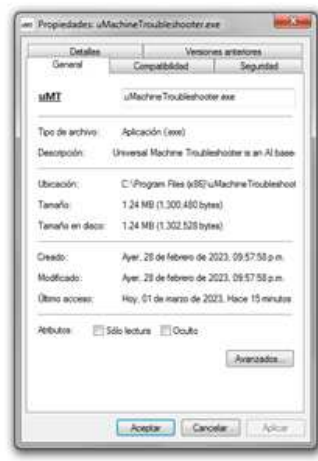 uMT Propiedades: uMachineTroubleshooter.exe
Detalles Versiones anteriores
General Compatibilidad Seguridad
uMT uMachineTroubleshooter.exe
Tipo de archivo: Aplicación (.exe)
Descripción: Universal Machine Troubleshooter is an AI base
Ubicación: C:\Program Files (x86)\uMachineTroubleshoot
Tamaño: 1.24 MB (1,300,480 bytes)
Tamaño en disco: 1.24 MB (1,302,528 bytes)
Creado: Ayer, 28 de febrero de 2023, 09:57:58 p.m.
Modificado: Ayer, 28 de febrero de 2023, 09:57:58 p.m.
Último acceso: Hoy, 01 de marzo de 2023, Hace 15 minutos
Atributos: Sólo lectura Oculto
Avanzados...
Aceptar Cancelar Aplicar